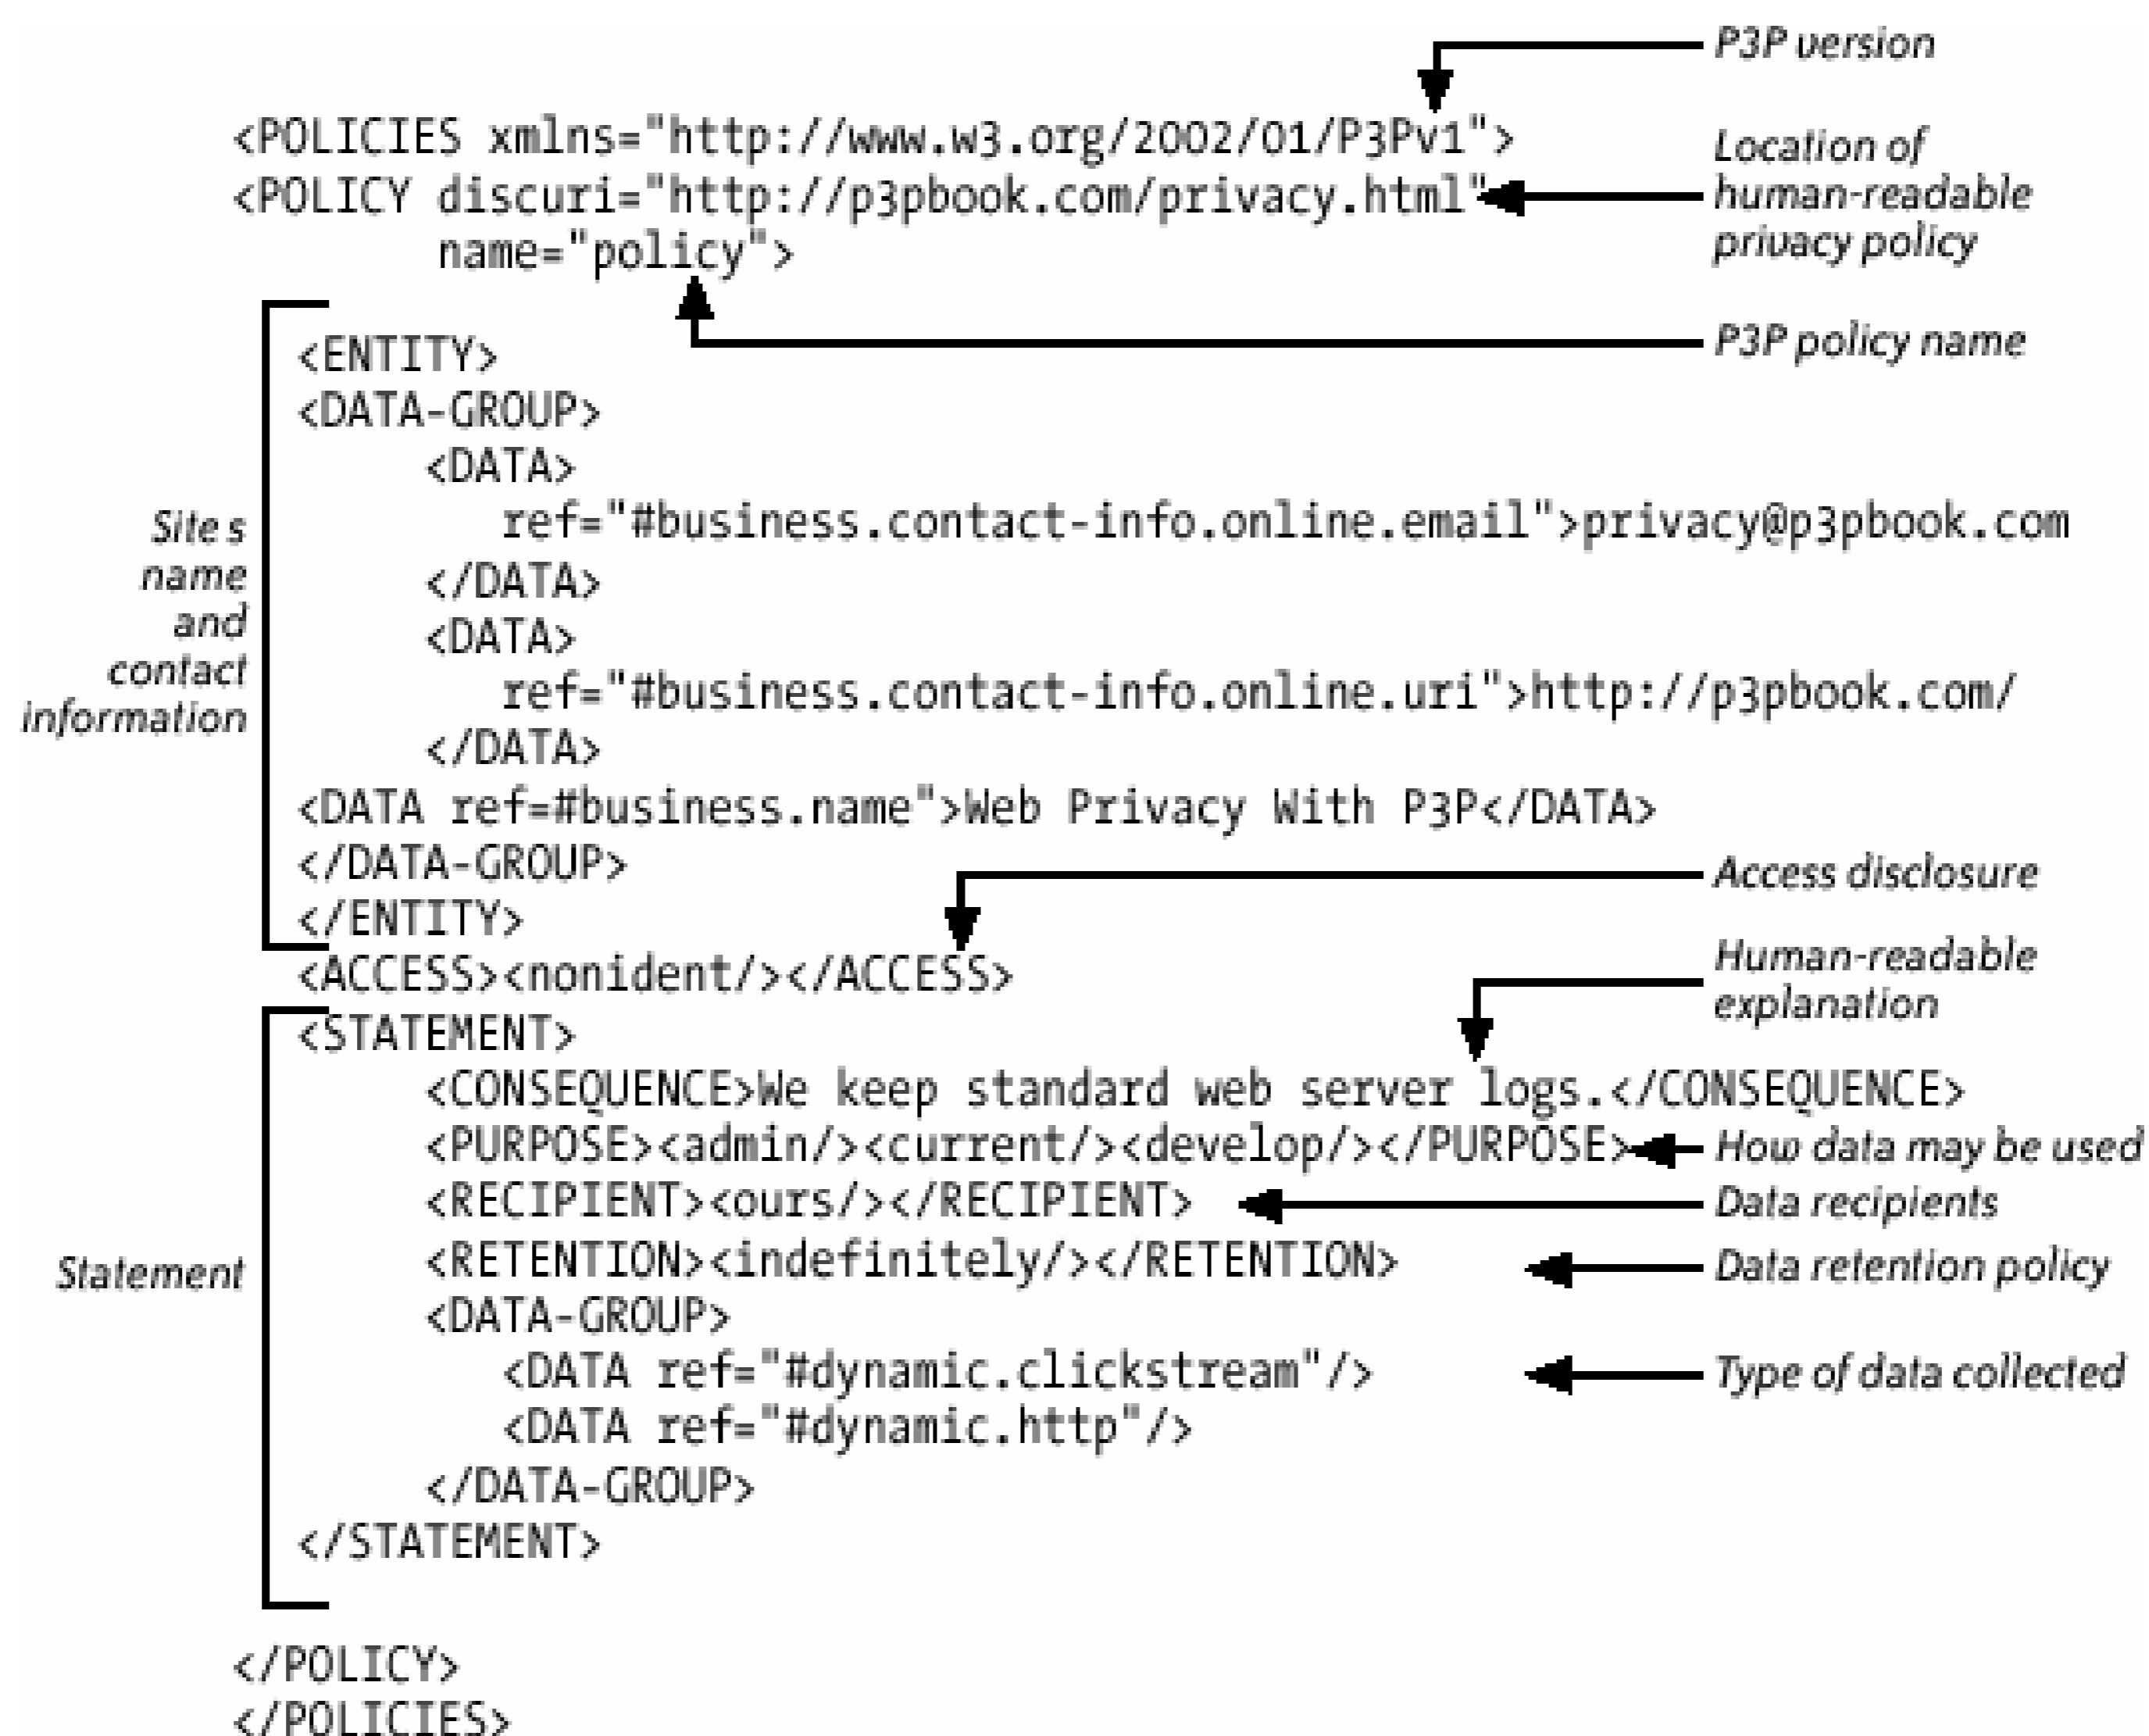 P3P version
<POLICIES xmlns="http://www.w3.org/2002/01/P3Pv1">
Location of
human-readable
privacy policy
<POLICY discuri="http://p3pbook.com/privacy.html"
name="policy">
P3P policy name
Site s
name
and
contact
information
<ENTITY>
<DATA-GROUP>
<DATA>
ref="#business.contact-info.online.email">privacy@p3pbook.com
</DATA>
<DATA>
ref="#business.contact-info.online.uri">http://p3pbook.com/
</DATA>
<DATA ref=#business.name">Web Privacy With P3P</DATA>
</DATA-GROUP>
</ENTITY>
Access disclosure
<ACCESS><nonident/></ACCESS>
Human-readable
explanation
Statement
<STATEMENT>
<CONSEQUENCE>We keep standard web server logs.</CONSEQUENCE>
<PURPOSE><admin/><current/><develop/></PURPOSE>
How data may be used
<RECIPIENT><ours/></RECIPIENT>
Data recipients
<RETENTION><indefinitely/></RETENTION>
Data retention policy
<DATA-GROUP>
<DATA ref="#dynamic.clickstream"/>
Type of data collected
<DATA ref="#dynamic.http"/>
</DATA-GROUP>
</STATEMENT>
</POLICY>
</POLICIES>